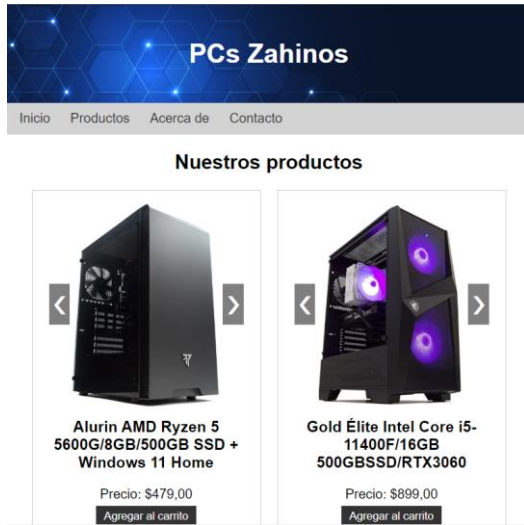 PCs Zahinos
Inicio Productos Acerca de Contacto
Nuestros productos
Alurin AMD Ryzen 5
5600G/8GB/500GB SSD +
Windows 11 Home
Precio: $479,00
Agregar al carrito
Gold Élite Intel Core i5-
11400F/16GB
500GBSSD/RTX3060
Precio: $899,00
Agregar al carrito